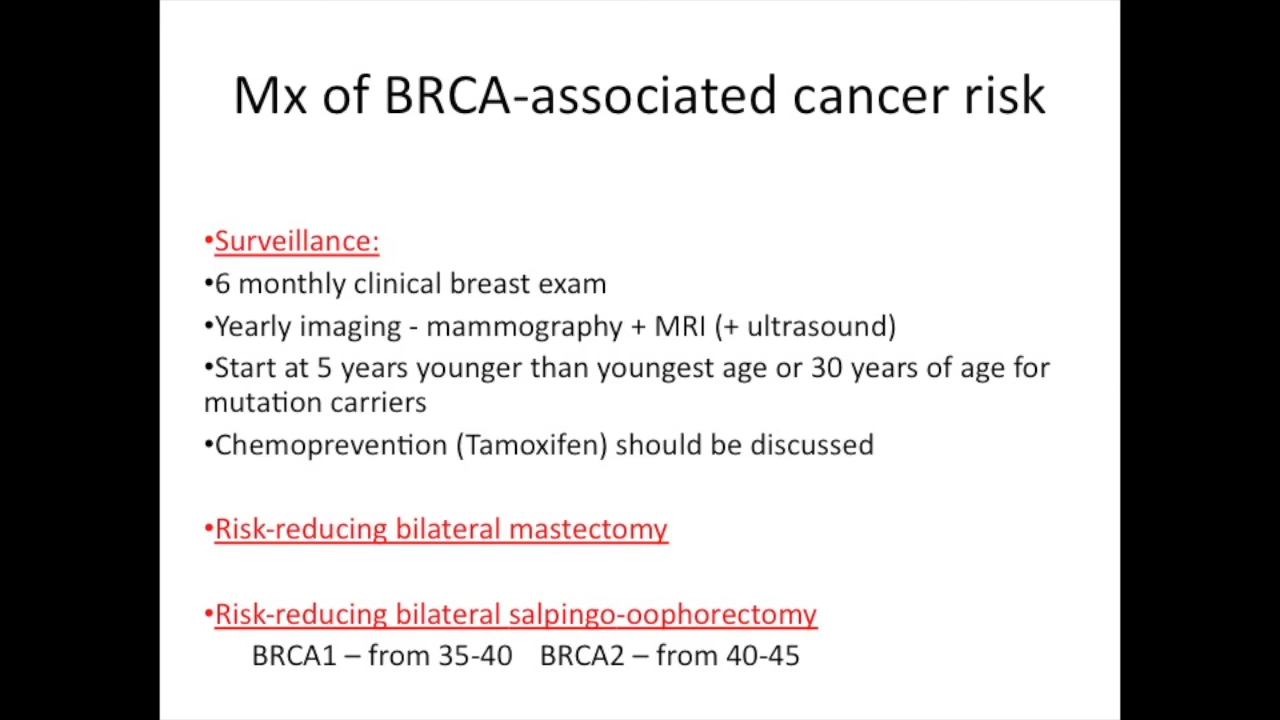 Mx of BRCA-associated cancer risk
•Surveillance:
•6 monthly clinical breast exam
•Yearly imaging - mammography + MRI (+ ultrasound)
•Start at 5 years younger than youngest age or 30 years of age for
mutation carriers
•Chemoprevention (Tamoxifen) should be discussed
•Risk-reducing bilateral mastectomy
•Risk-reducing bilateral salpingo-oophorectomy
BRCA1 – from 35-40 BRCA2 – from 40-45